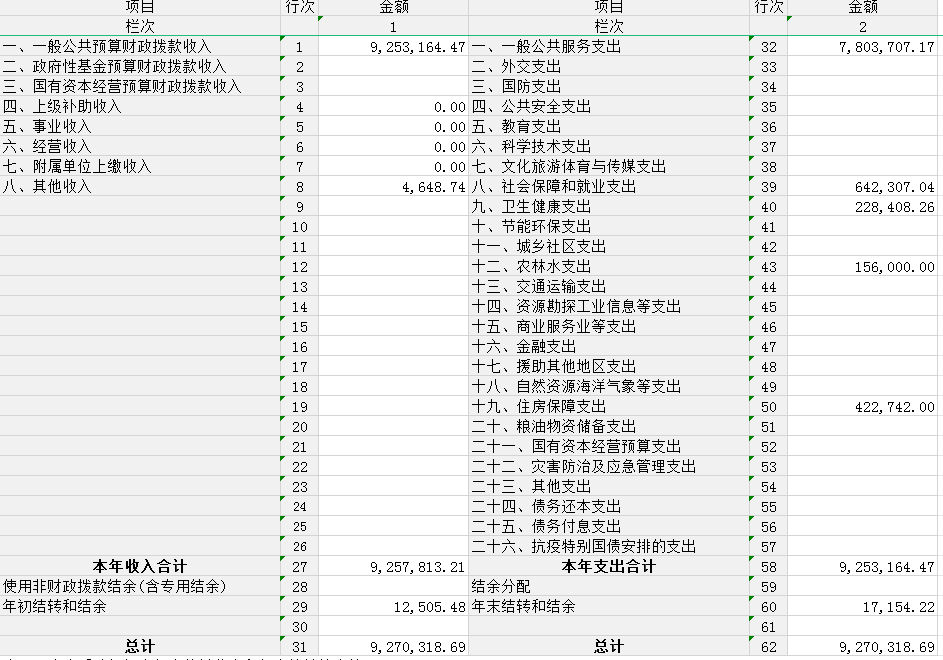 项目 行次 金额 项目 行次 金额
栏次 1 栏次 2
一、一般公共预算财政拨款收入 1 9,253,164.47 一、一般公共服务支出 32 7,803,707.17
二、政府性基金预算财政拨款收入 2 二、外交支出 33
三、国有资本经营预算财政拨款收入 3 三、国防支出 34
四、上级补助收入 4 0.00 四、公共安全支出 35
五、事业收入 5 0.00 五、教育支出 36
六、经营收入 6 0.00 六、科学技术支出 37
七、附属单位上缴收入 7 0.00 七、文化旅游体育与传媒支出 38
八、其他收入 8 4,648.74 八、社会保障和就业支出 39 642,307.04
9 九、卫生健康支出 40 228,408.26
10 十、节能环保支出 41
11 十一、城乡社区支出 42
12 十二、农林水支出 43 156,000.00
13 十三、交通运输支出 44
14 十四、资源勘探工业信息等支出 45
15 十五、商业服务业等支出 46
16 十六、金融支出 47
17 十七、援助其他地区支出 48
18 十八、自然资源海洋气象等支出 49
19 十九、住房保障支出 50 422,742.00
20 二十、粮油物资储备支出 51
21 二十一、国有资本经营预算支出 52
22 二十二、灾害防治及应急管理支出 53
23 二十三、其他支出 54
24 二十四、债务还本支出 55
25 二十五、债务付息支出 56
26 二十六、抗疫特别国债安排的支出 57
本年收入合计 27 9,257,813.21 本年支出合计 58 9,253,164.47
使用非财政拨款结余(含专用结余) 28 结余分配 59
年初结转和结余 29 12,505.48 年末结转和结余 60 17,154.22
30 61
总计 31 9,270,318.69 总计 62 9,270,318.69